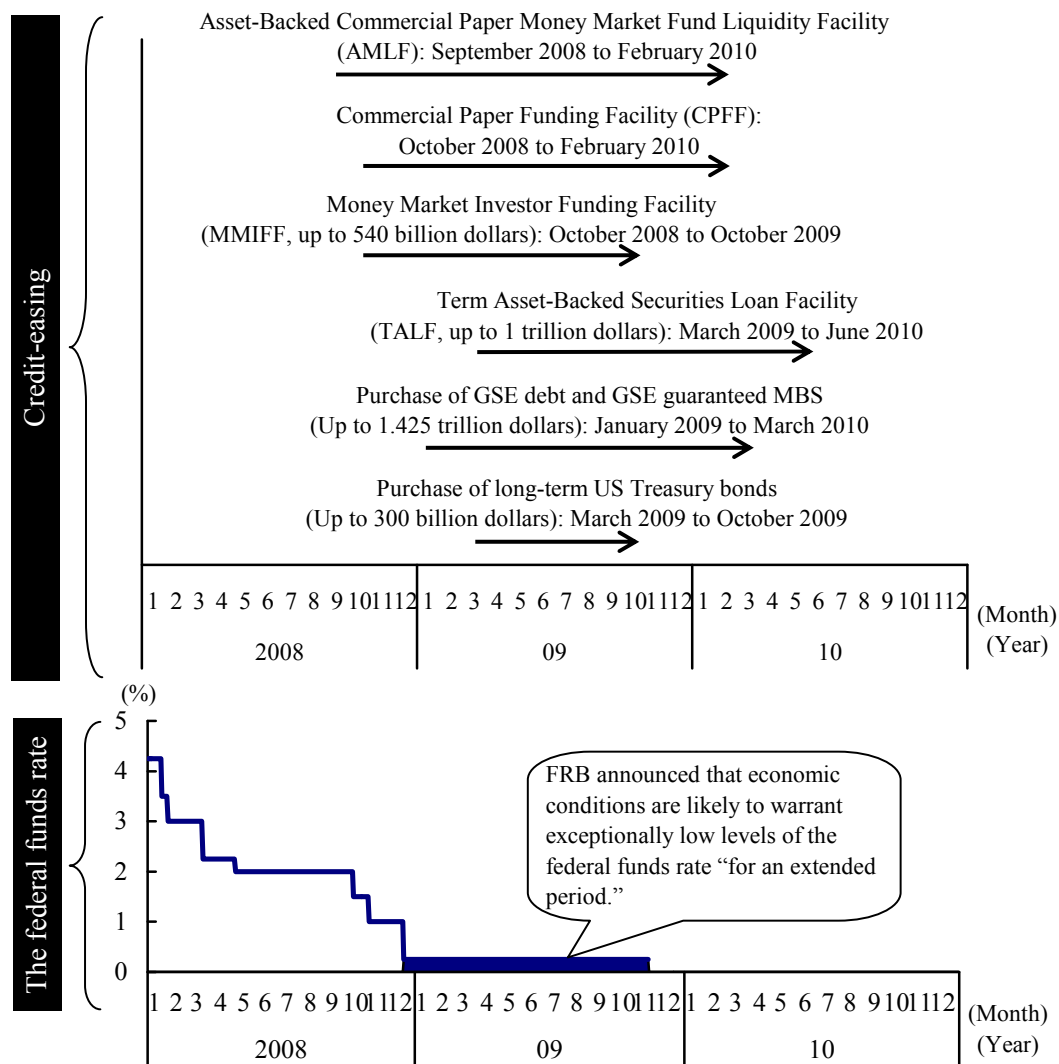 Credit-easing
Asset-Backed Commercial Paper Money Market Fund Liquidity Facility
(AMLF): September 2008 to February 2010
Commercial Paper Funding Facility (CPFF):
October 2008 to February 2010
Money Market Investor Funding Facility
(MMIFF, up to 540 billion dollars): October 2008 to October 2009
Term Asset-Backed Securities Loan Facility
(TALF, up to 1 trillion dollars): March 2009 to June 2010
Purchase of GSE debt and GSE guaranteed MBS
(Up to 1.425 trillion dollars): January 2009 to March 2010
Purchase of long-term US Treasury bonds
(Up to 300 billion dollars): March 2009 to October 2009
1 2 3 4 5 6 7 8 9 10 11 12 1 2 3 4 5 6 7 8 9 10 11 12 1 2 3 4 5 6 7 8 9 10 11 12 (Month)
2008 09 10 (Year)
The federal funds rate
(%)
5
4
3
2
1
0
FRB announced that economic
conditions are likely to warrant
exceptionally low levels of the
federal funds rate “for an extended
period.”
1 2 3 4 5 6 7 8 9 10 11 12 1 2 3 4 5 6 7 8 9 10 11 12 1 2 3 4 5 6 7 8 9 10 11 12 (Month)
2008 09 10 (Year)